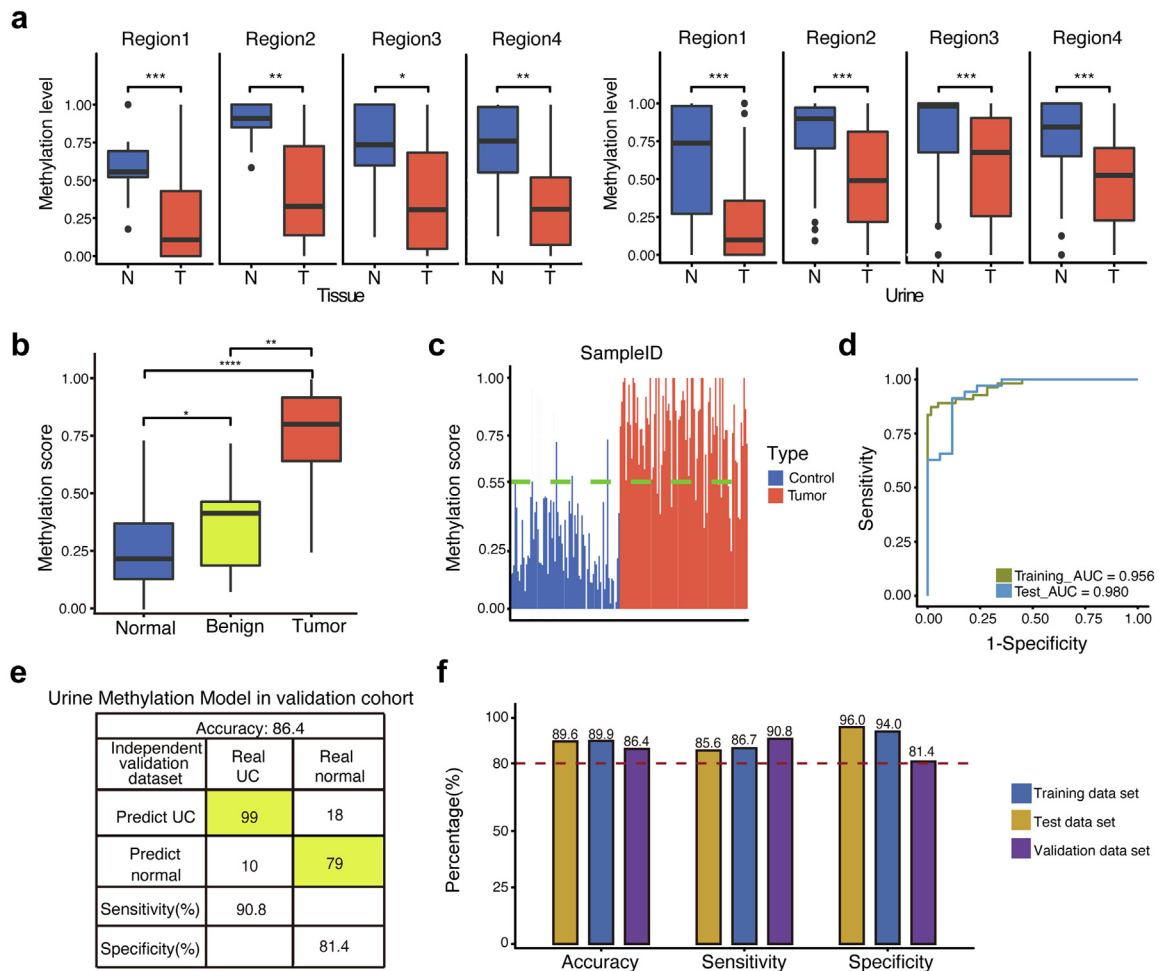 a
Region1 Region2 Region3 Region4
*** ** * **
Methylation level
1.00
0.75
0.50
0.25
0.00
N T N T N T N T
Tissue
Region1 Region2 Region3 Region4
*** *** *** ***
Methylation level
1.00
0.75
0.50
0.25
0.00
N T N T N T N T
Urine
b
**
****
*
Methylation score
1.00
0.75
0.50
0.25
0.00
Normal Benign Tumor
c
SampleID
Methylation score
1.00
0.75
0.55
0.25
0.00
Type
Control
Tumor
d
Sensitivity
1.00
0.75
0.50
0.25
0.00
Training_AUC = 0.956
Test_AUC = 0.980
0.00 0.25 0.50 0.75 1.00
1-Specificity
e
Urine Methylation Model in validation cohort
Accuracy: 86.4
Independent
validation
dataset
Real
UC
Real
normal
Predict UC 99 18
Predict
normal
10 79
Sensitivity(%) 90.8
Specificity(%) 81.4
f
Percentage(%)
100
80
50
25
0
89.6 89.9 86.4 85.6 86.7 90.8 96.0 94.0 81.4
Accuracy Sensitivity Specificity
Training data set
Test data set
Validation data set